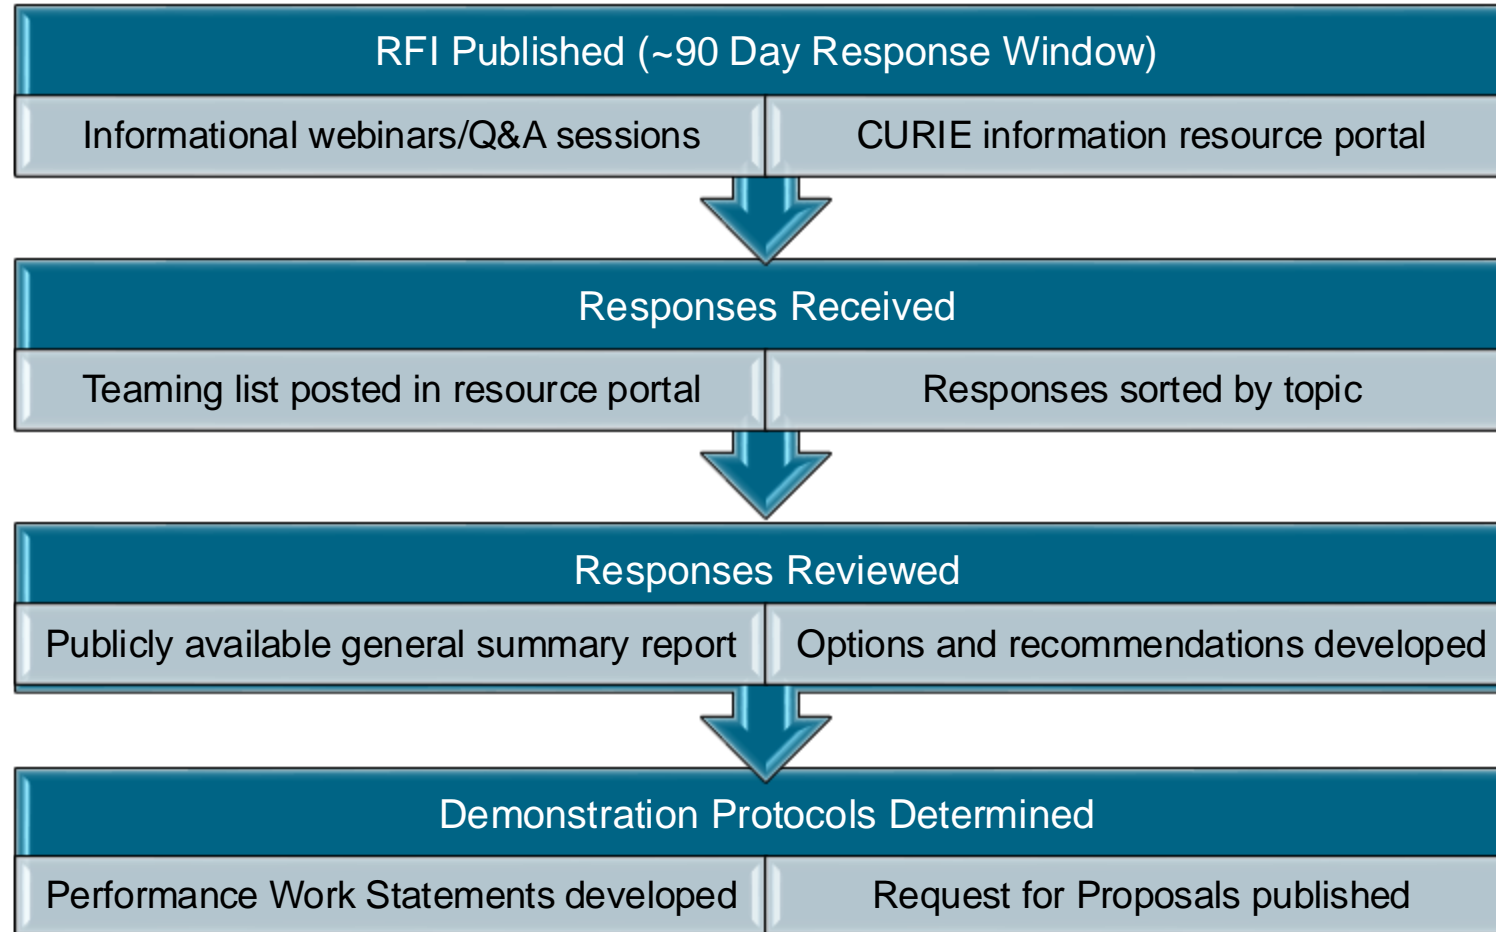 RFI Published (~90 Day Response Window)
Informational webinars/Q&A sessions
CURIE information resource portal
Responses Received
Teaming list posted in resource portal
Responses sorted by topic
Responses Reviewed
Publicly available general summary report
Options and recommendations developed
Demonstration Protocols Determined
Performance Work Statements developed
Request for Proposals published